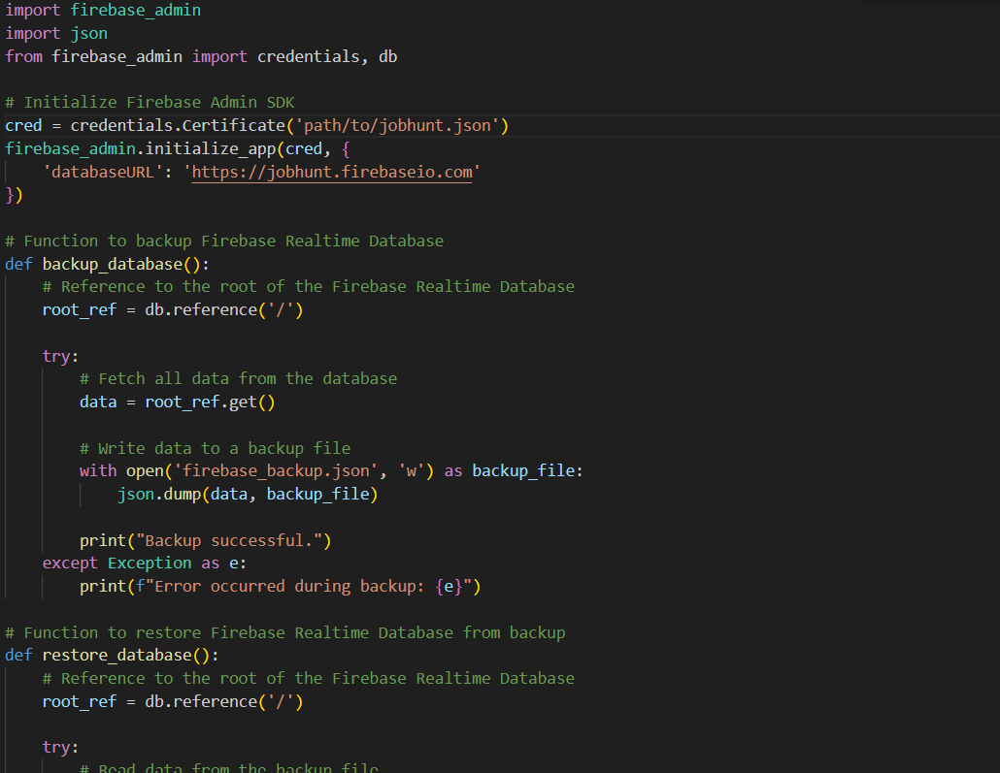 import firebase_admin
import json
from firebase_admin import credentials, db

# Initialize Firebase Admin SDK
cred = credentials.Certificate('path/to/jobhunt.json')
firebase_admin.initialize_app(cred, {
    'databaseURL': 'https://jobhunt.firebaseio.com'
})

# Function to backup Firebase Realtime Database
def backup_database():
    # Reference to the root of the Firebase Realtime Database
    root_ref = db.reference('/')

    try:
        # Fetch all data from the database
        data = root_ref.get()

        # Write data to a backup file
        with open('firebase_backup.json', 'w') as backup_file:
            json.dump(data, backup_file)

        print("Backup successful.")
    except Exception as e:
        print(f"Error occurred during backup: {e}")

# Function to restore Firebase Realtime Database from backup
def restore_database():
    # Reference to the root of the Firebase Realtime Database
    root_ref = db.reference('/')

    try:
        # Read data from the backup file